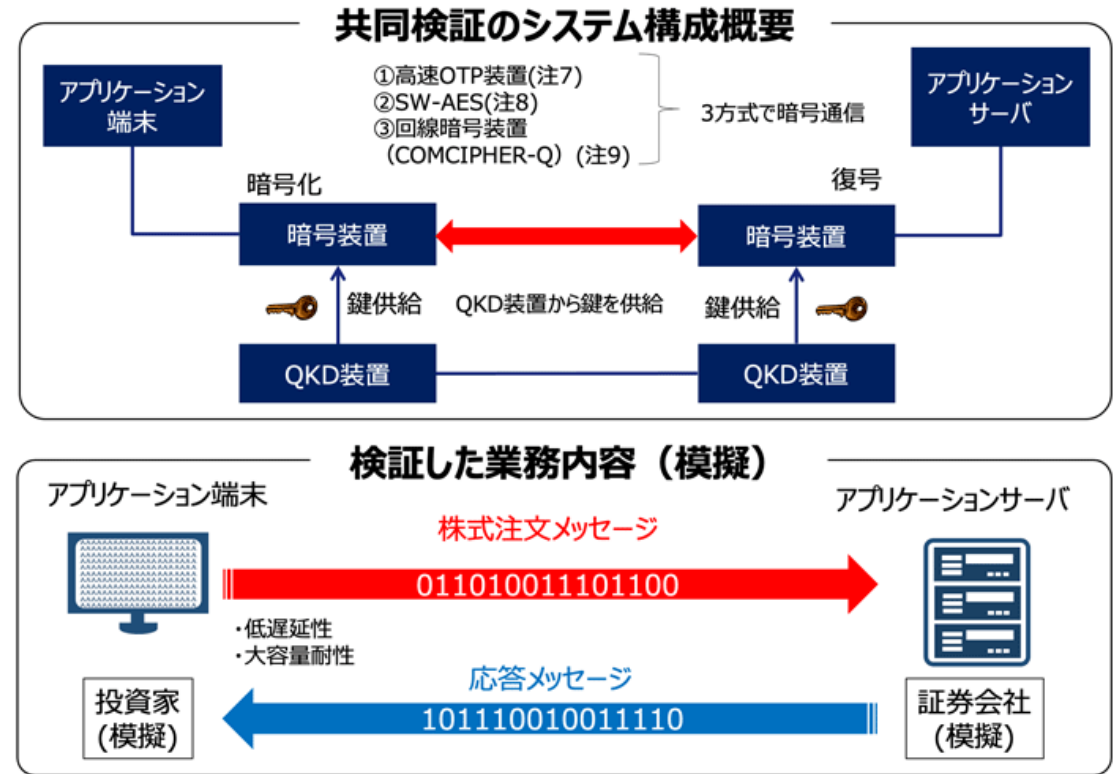 共同検証のシステム構成概要
アプリケーション
端末
①高速OTP装置(注7)
②SW-AES(注8)
③回線暗号装置
（COMCIPHER-Q）(注9)
3方式で暗号通信
アプリケーション
サーバ
暗号化
復号
暗号装置
暗号装置
鍵供給
QKD装置から鍵を供給
鍵供給
QKD装置
QKD装置
検証した業務内容（模擬）
アプリケーション端末
アプリケーションサーバ
株式注文メッセージ
011010011101100
・低遅延性
・大容量耐性
応答メッセージ
101110010011110
投資家
(模擬)
証券会社
(模擬)